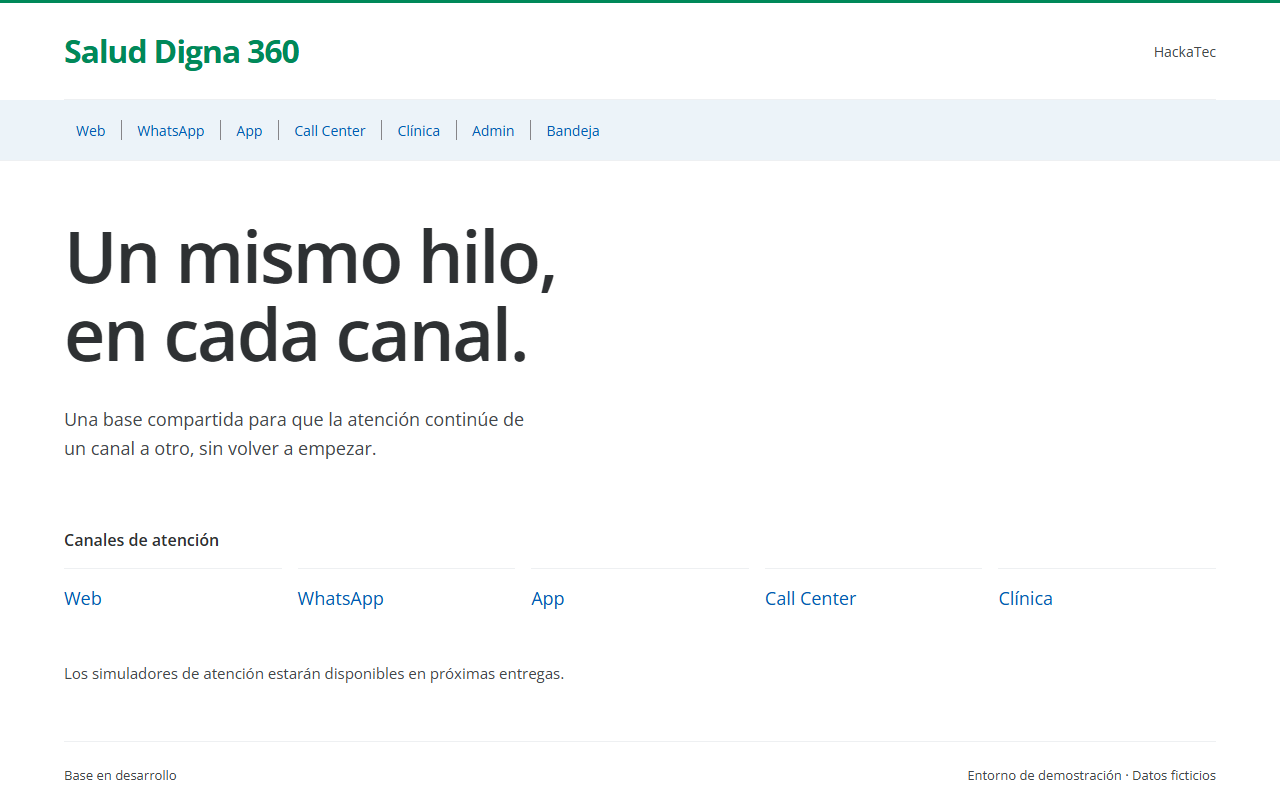 Salud Digna 360
HackaTec
Web
WhatsApp
App
Call Center
Clínica
Admin
Bandeja
Un mismo hilo,
en cada canal.
Una base compartida para que la atención continúe de
un canal a otro, sin volver a empezar.
Canales de atención
Web
WhatsApp
App
Call Center
Clínica
Los simuladores de atención estarán disponibles en próximas entregas.
Base en desarrollo
Entorno de demostración · Datos ficticios